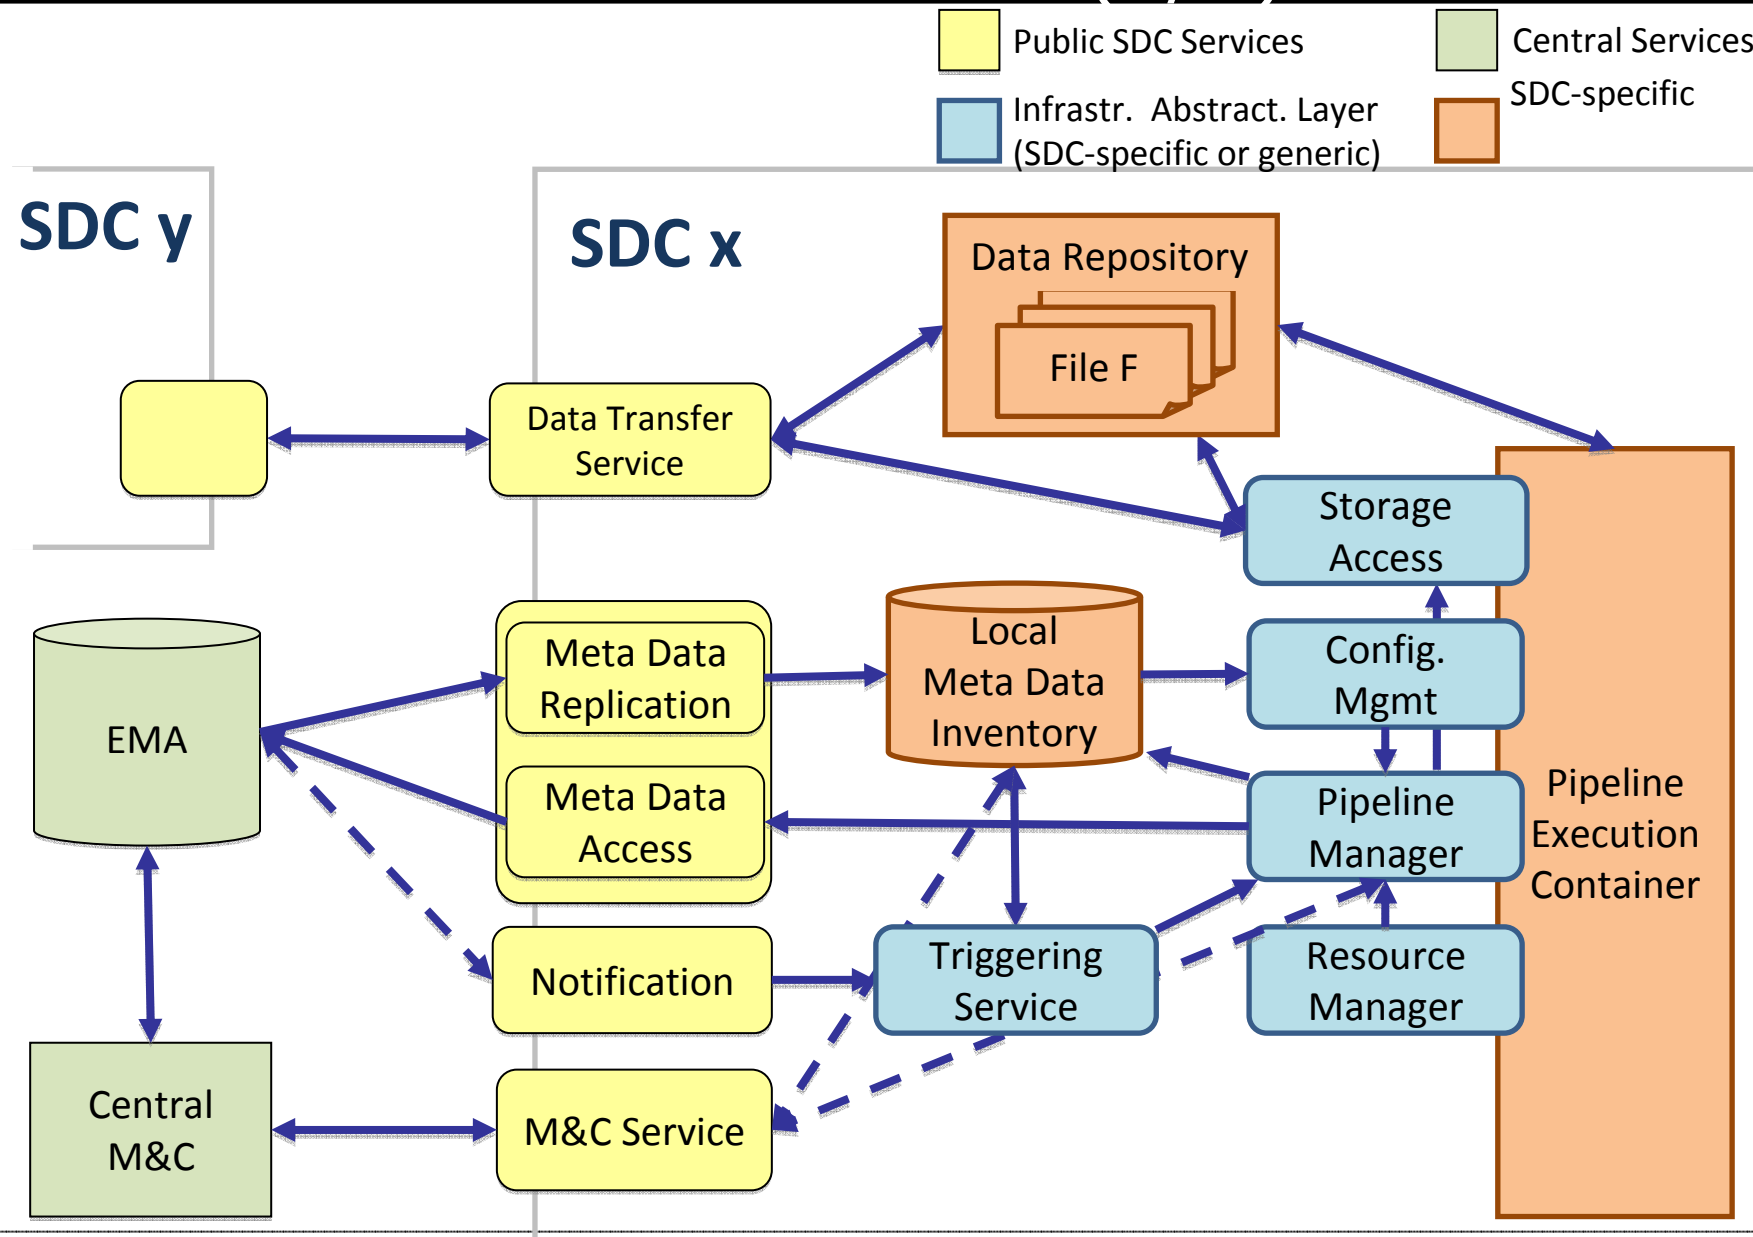 Public SDC Services
Central Services
Infrastr. Abstract. Layer
(SDC-specific or generic)
SDC-specific
SDC y
SDC x
Data Repository
File F
Data Transfer
Service
Storage
Access
Meta Data
Replication
Local
Meta Data
Inventory
Config.
Mgmt
EMA
Meta Data
Access
Pipeline
Manager
Pipeline
Execution
Container
Notification
Triggering
Service
Resource
Manager
Central
M&C
M&C Service